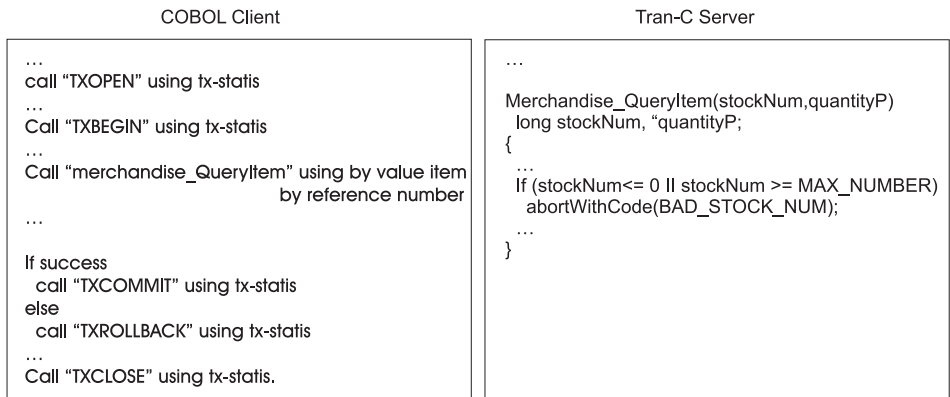 COBOL Client
…
call “TXOPEN” using tx-statis
…
Call “TXBEGIN” using tx-statis
…
Call “merchandise_QueryItem” using by value item
by reference number
…
If success
call “TXCOMMIT” using tx-statis
else
call “TXROLLBACK” using tx-statis
…
Call “TXCLOSE” using tx-statis.
Tran-C Server
…
Merchandise_QueryItem(stockNum,quantityP)
long stockNum, “quantityP;
{
…
If (stockNum<= 0 II stockNum >= MAX_NUMBER)
abortWithCode(BAD_STOCK_NUM);
…
}